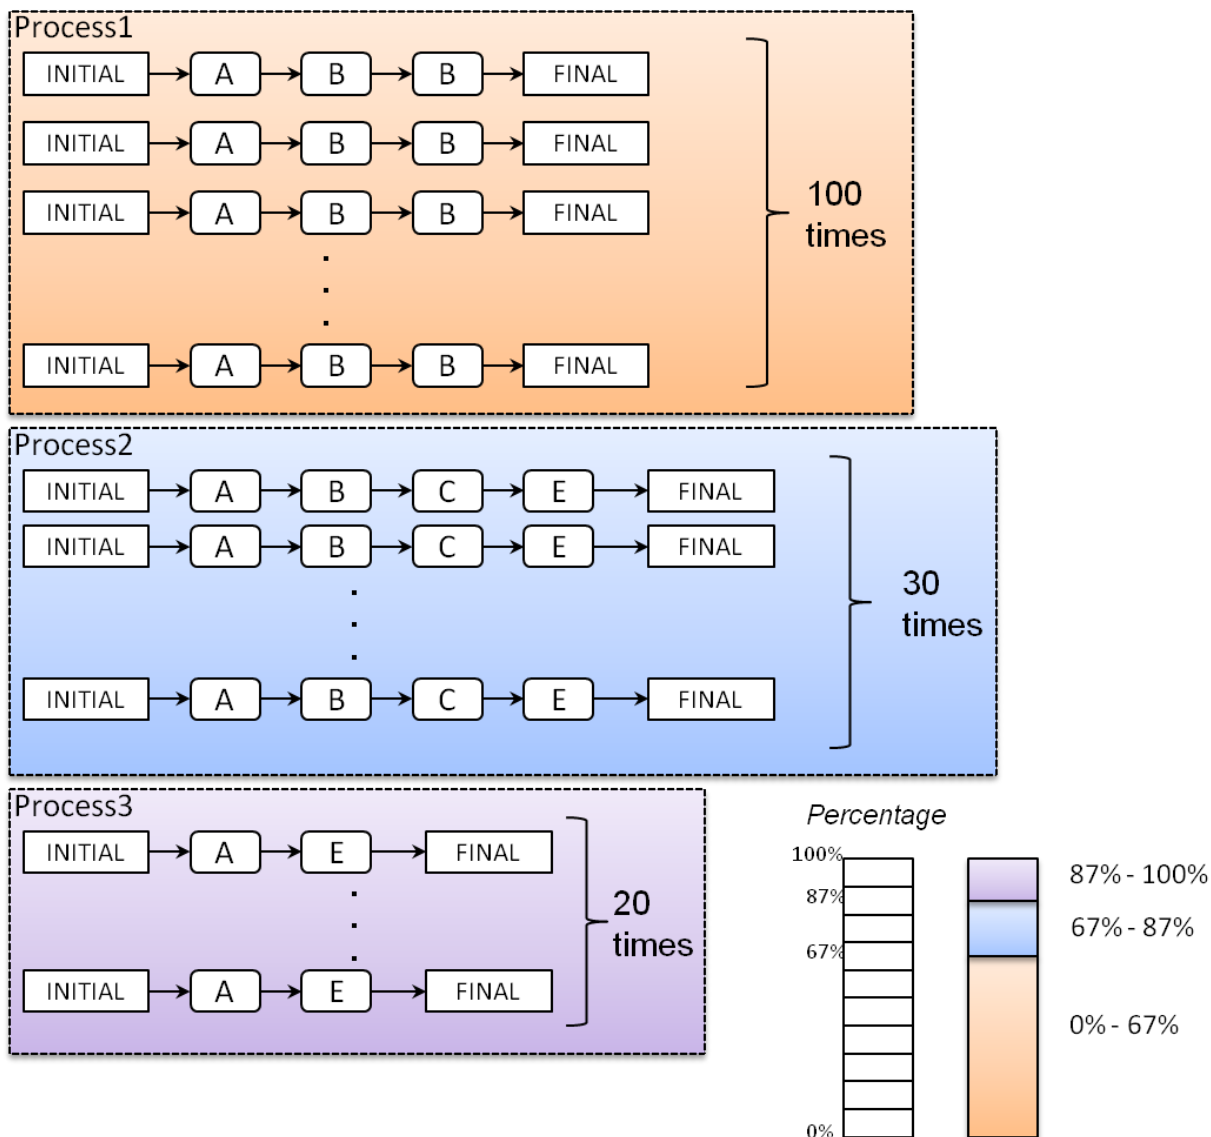 Process1
INITIAL A B B FINAL
INITIAL A B B FINAL
INITIAL A B B FINAL
INITIAL A B B FINAL
100
times
Process2
INITIAL A B C E FINAL
INITIAL A B C E FINAL
INITIAL A B C E FINAL
30
times
Process3
INITIAL A E FINAL
INITIAL A E FINAL
20
times
Percentage
100%
87%
67%
0%
87% - 100%
67% - 87%
0% - 67%